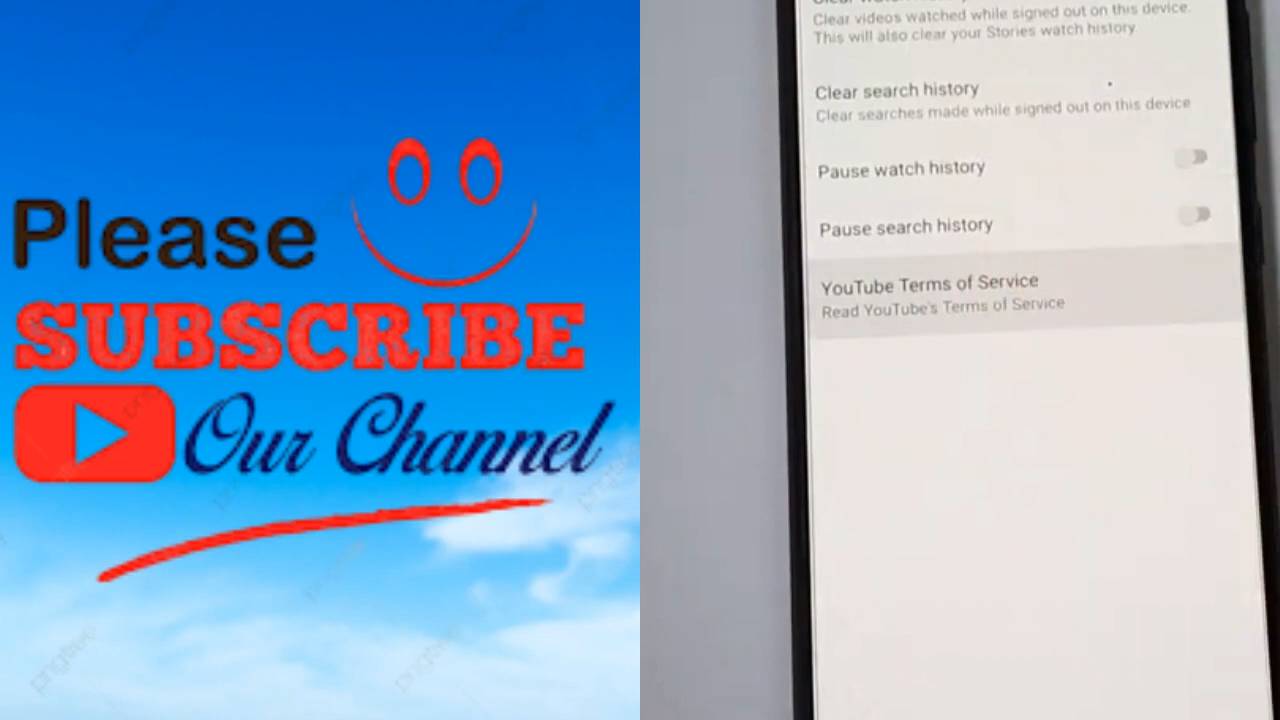 Please
SUBSCRIBE
Our Channel
Clear videos watched while signed out on this device.
This will also clear your Stories watch history
Clear search history
Clear searches made while signed out on this device
Pause watch history
Pause search history
YouTube Terms of Service
Read YouTube's Terms of Service